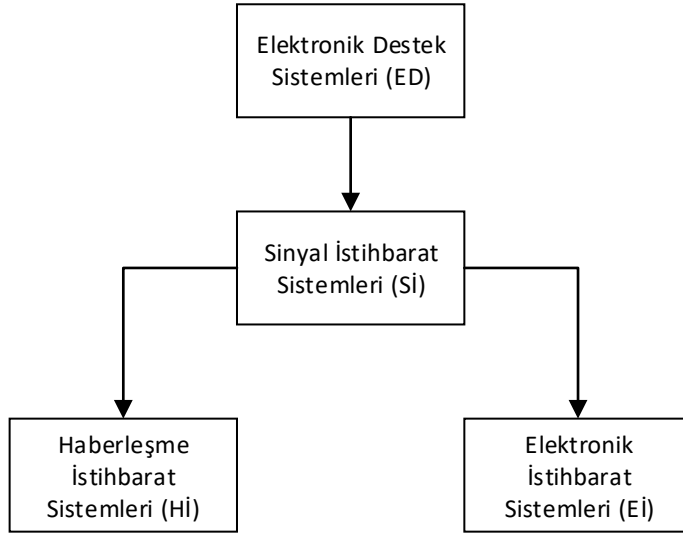 Elektronik Destek
Sistemleri (ED)
Sinyal İstihbarat
Sistemleri (Sİ)
Haberleşme
İstihbarat
Sistemleri (Hİ)
Elektronik
İstihbarat
Sistemleri (Eİ)